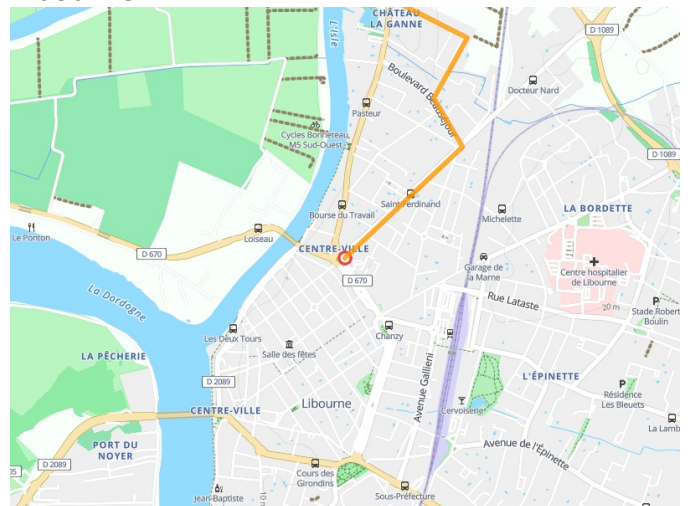 CHÂTEAU
LA GANNE
D 1089
L'Isle
Docteur Nard
Boulevard Beauséjour
Pasteur
Cycles Bonneteau,
M5 Sud-Ouest
D 1089
Saint-Ferdinand
LA BORDETTE
Bourse du Travail
Michelette
Le Ponton
Loiseau
CENTRE-VILLE
D 670
Garage de
la Marne
Centre hospitalier
de Libourne
D 670
La Dordogne
Rue Lataste
20 m
Stade Robert
Boulin
Les Deux Tours
Chanzy
Salle des fêtes
LA PÊCHERIE
D 2089
Avenue Gallieni
L'ÉPINETTE
Résidence
Les Bleuets
Libourne
CENTRE-VILLE
Cervoiserie
La Lamb
PORT DU
NOYER
Avenue de l'Épinette
D 2089
05
Cours des
Girondins
Jean-Baptiste
10 m
Sous-Préfecture